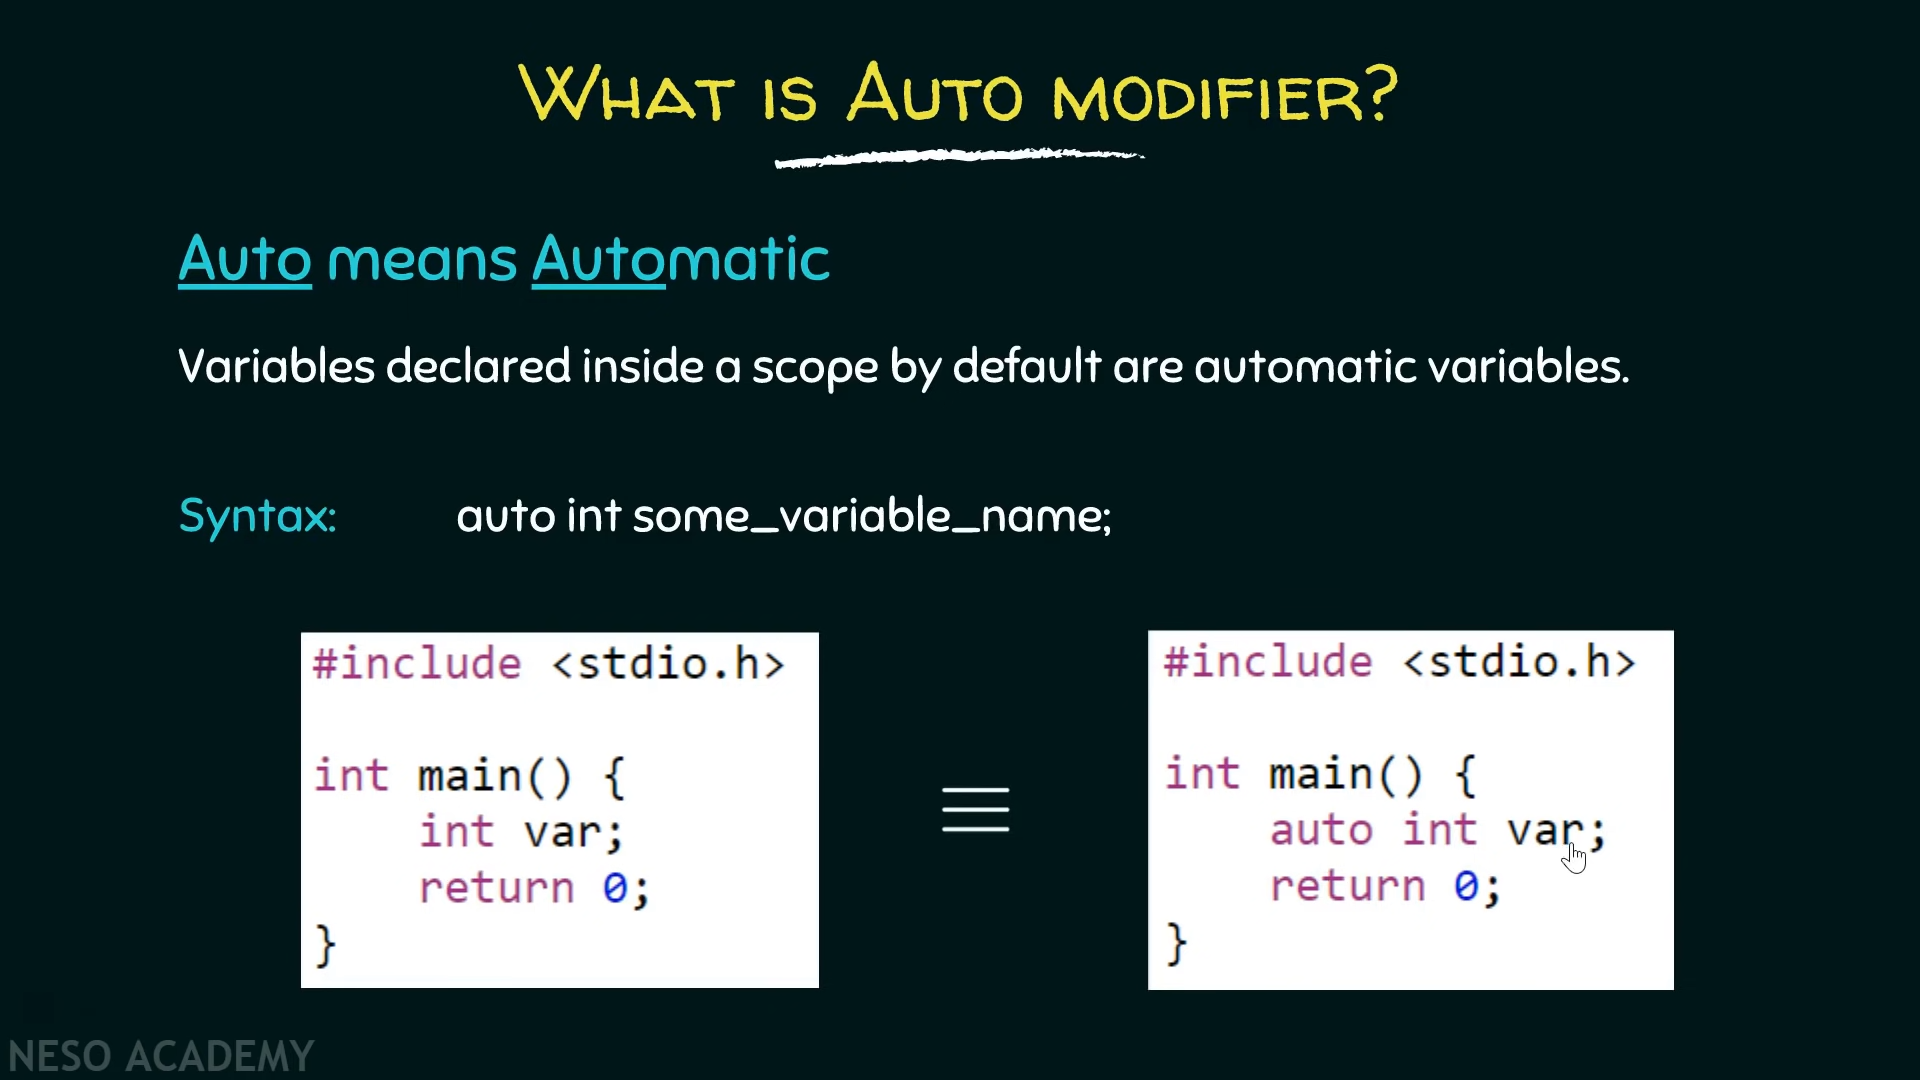 WHAT IS AUTO MODIFIER?
Auto means Automatic
Variables declared inside a scope by default are automatic variables.
Syntax: auto int some_variable_name;
#include <stdio.h>
int main() {
int var;
return 0;
}
#include <stdio.h>
int main() {
auto int var;
return 0;
}
NESO ACADEMY